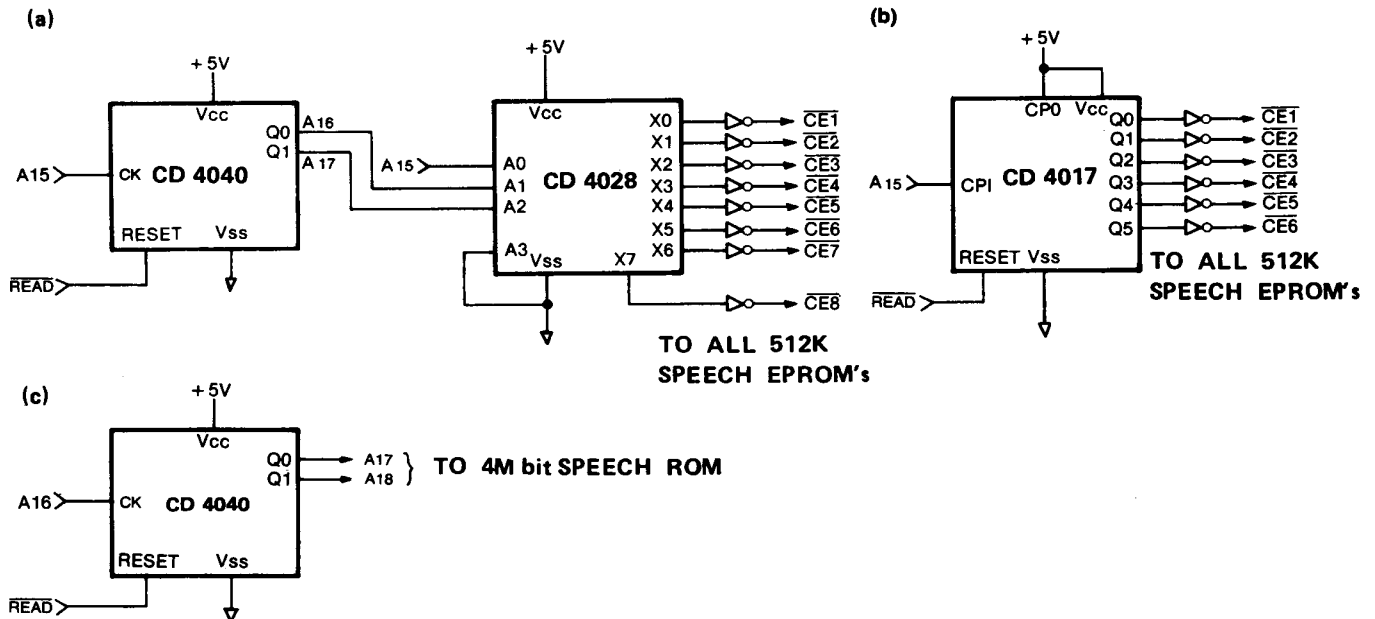 (a)
+5V
Vcc
Q0
A16
Q1
A17
A15
CK
CD 4040
RESET
Vss
READ
+5V
Vcc
A15
A0
A1
A2
A3
CD 4028
Vss
X0
X1
X2
X3
X4
X5
X6
X7
CE1
CE2
CE3
CE4
CE5
CE6
CE7
CE8
TO ALL 512K
SPEECH EPROM's
(b)
+5V
CP0
Vcc
A15
CPI
CD 4017
Q0
Q1
Q2
Q3
Q4
Q5
RESET
Vss
READ
CE1
CE2
CE3
CE4
CE5
CE6
TO ALL 512K
SPEECH EPROM's
(c)
+5V
Vcc
Q0
A17
Q1
A18
} TO 4M bit SPEECH ROM
A16
CK
CD 4040
RESET
Vss
READ